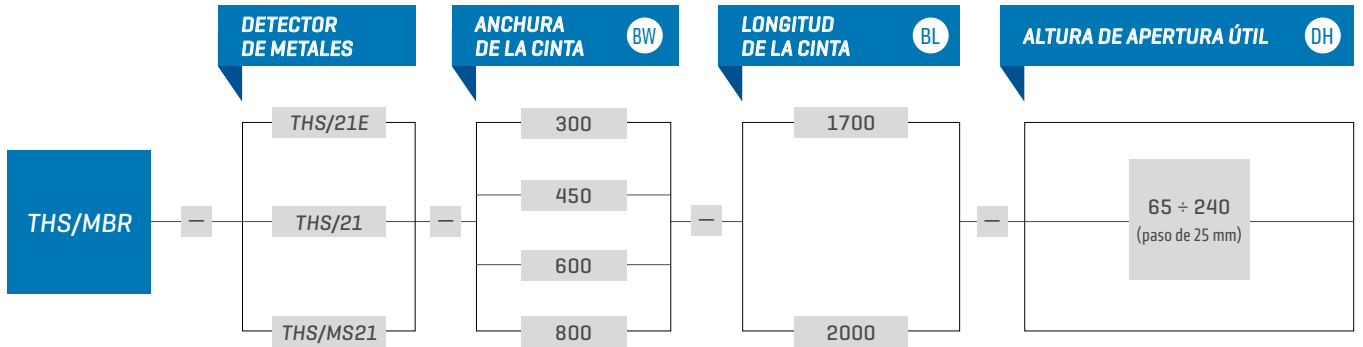 DETECTOR
DE METALES
ANCHURA
DE LA CINTA
BW
LONGITUD
DE LA CINTA
BL
ALTURA DE APERTURA ÚTIL
DH
THS/MBR
—
THS/21E
THS/21
THS/MS21
—
300
450
600
800
—
1700
2000
—
65 ÷ 240
(paso de 25 mm)